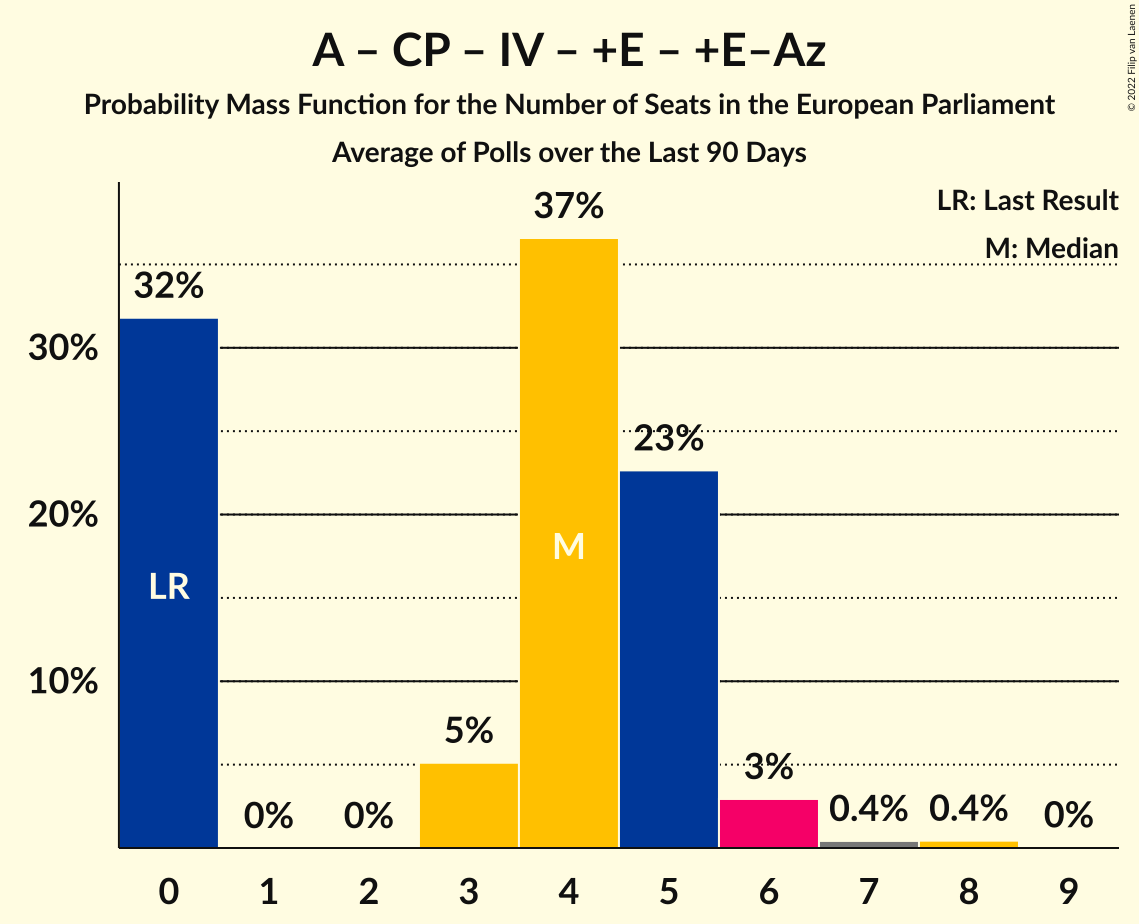 A – CP – IV – +E – +E–Az
Probability Mass Function for the Number of Seats in the European Parliament
Average of Polls over the Last 90 Days
© 2022 Filip van Laenen
LR: Last Result
M: Median
37%
32%
30%
23%
20%
M
LR
10%
5%
3%
0% 0% 0.4% 0.4% 0%
0 1 2 3 4 5 6 7 8 9